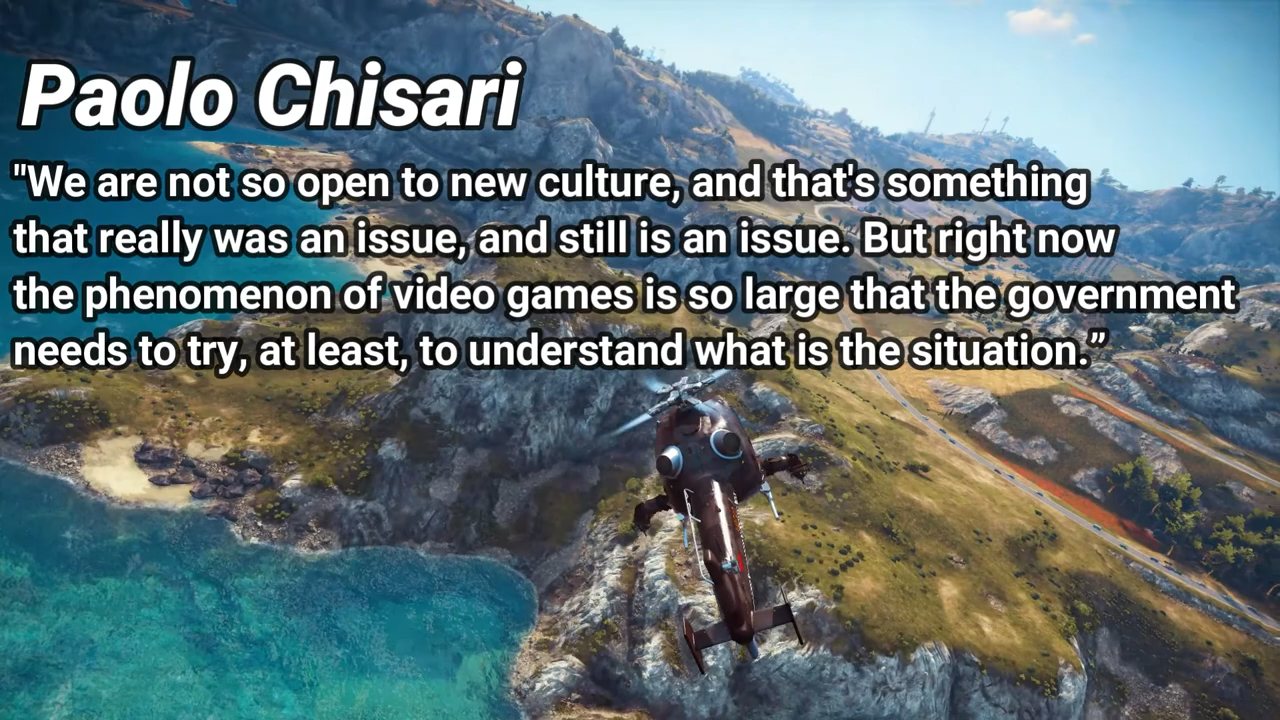 Paolo Chisari
"We are not so open to new culture, and that's something
that really was an issue, and still is an issue. But right now
the phenomenon of video games is so large that the government
needs to try, at least, to understand what is the situation.”